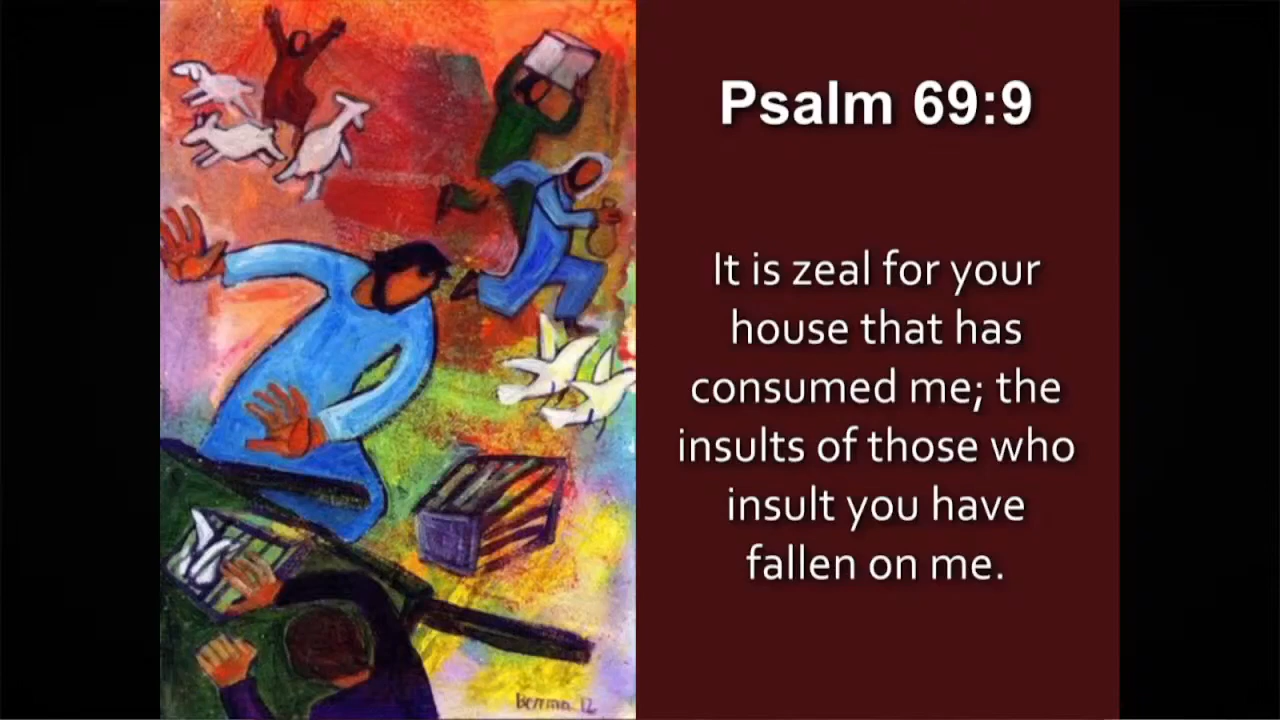 Psalm 69:9
It is zeal for your
house that has
consumed me; the
insults of those who
insult you have
fallen on me.